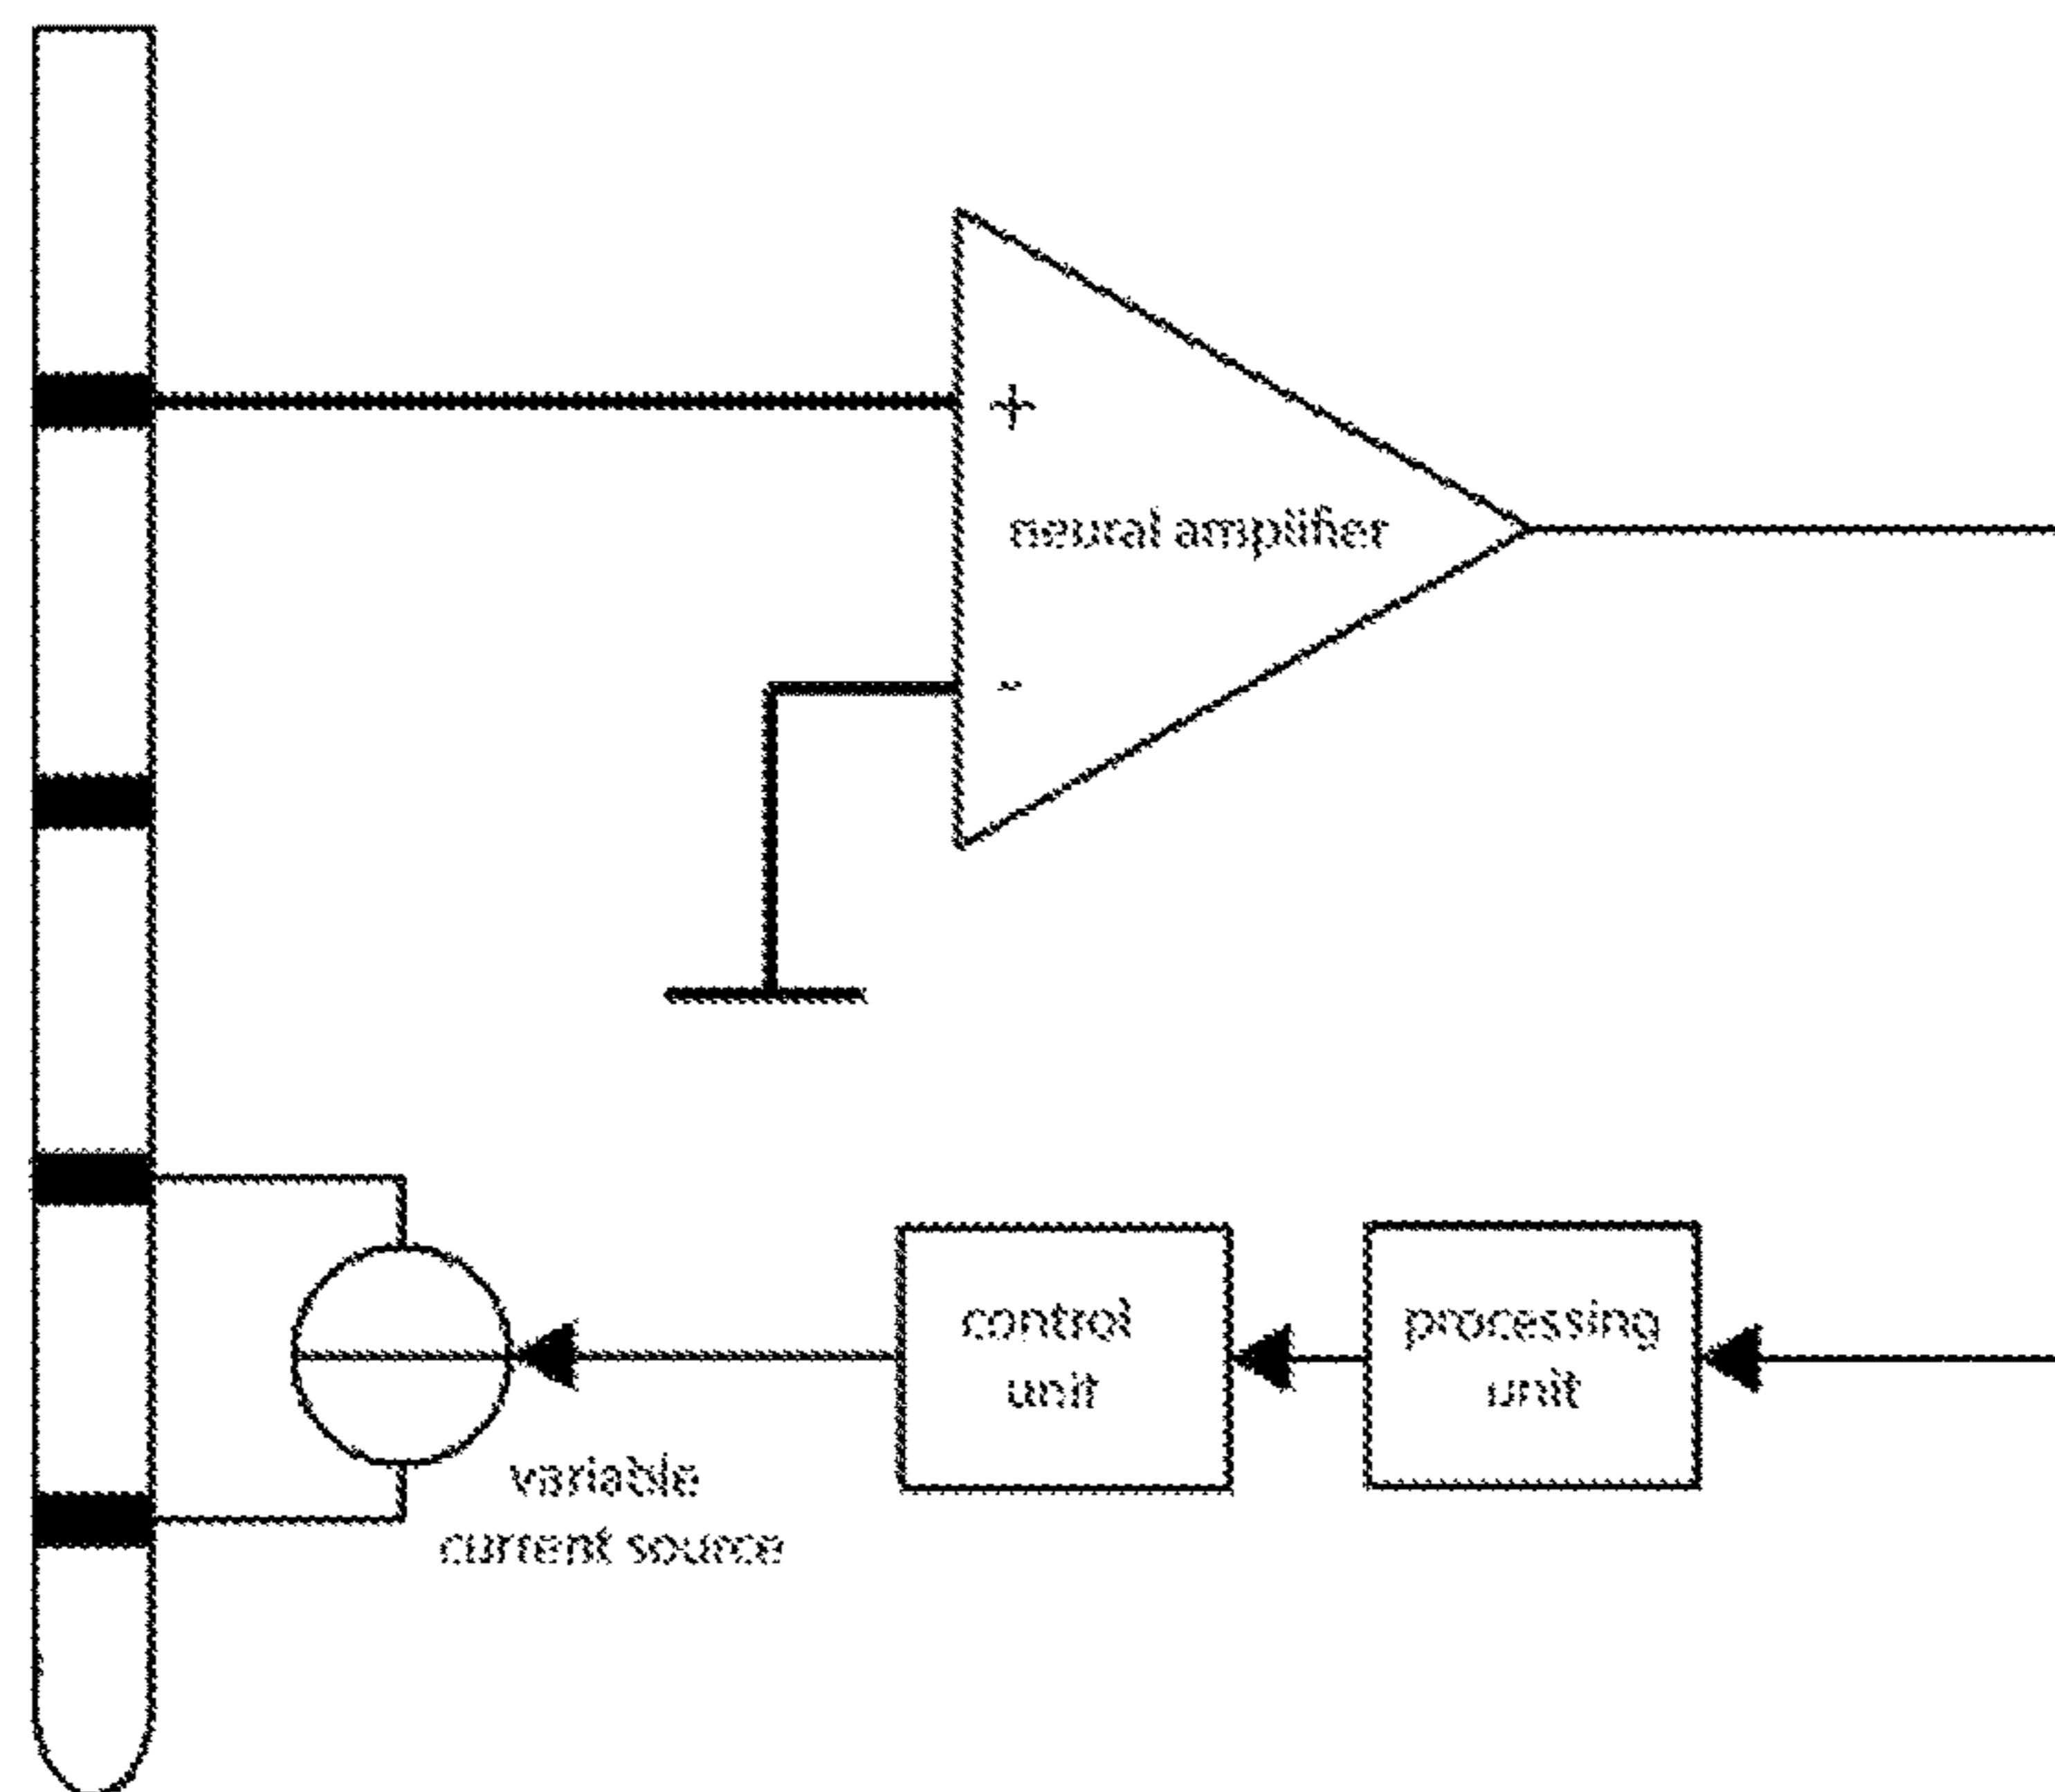 +
neural amplifier
-
control
unit
processing
unit
variable
current source